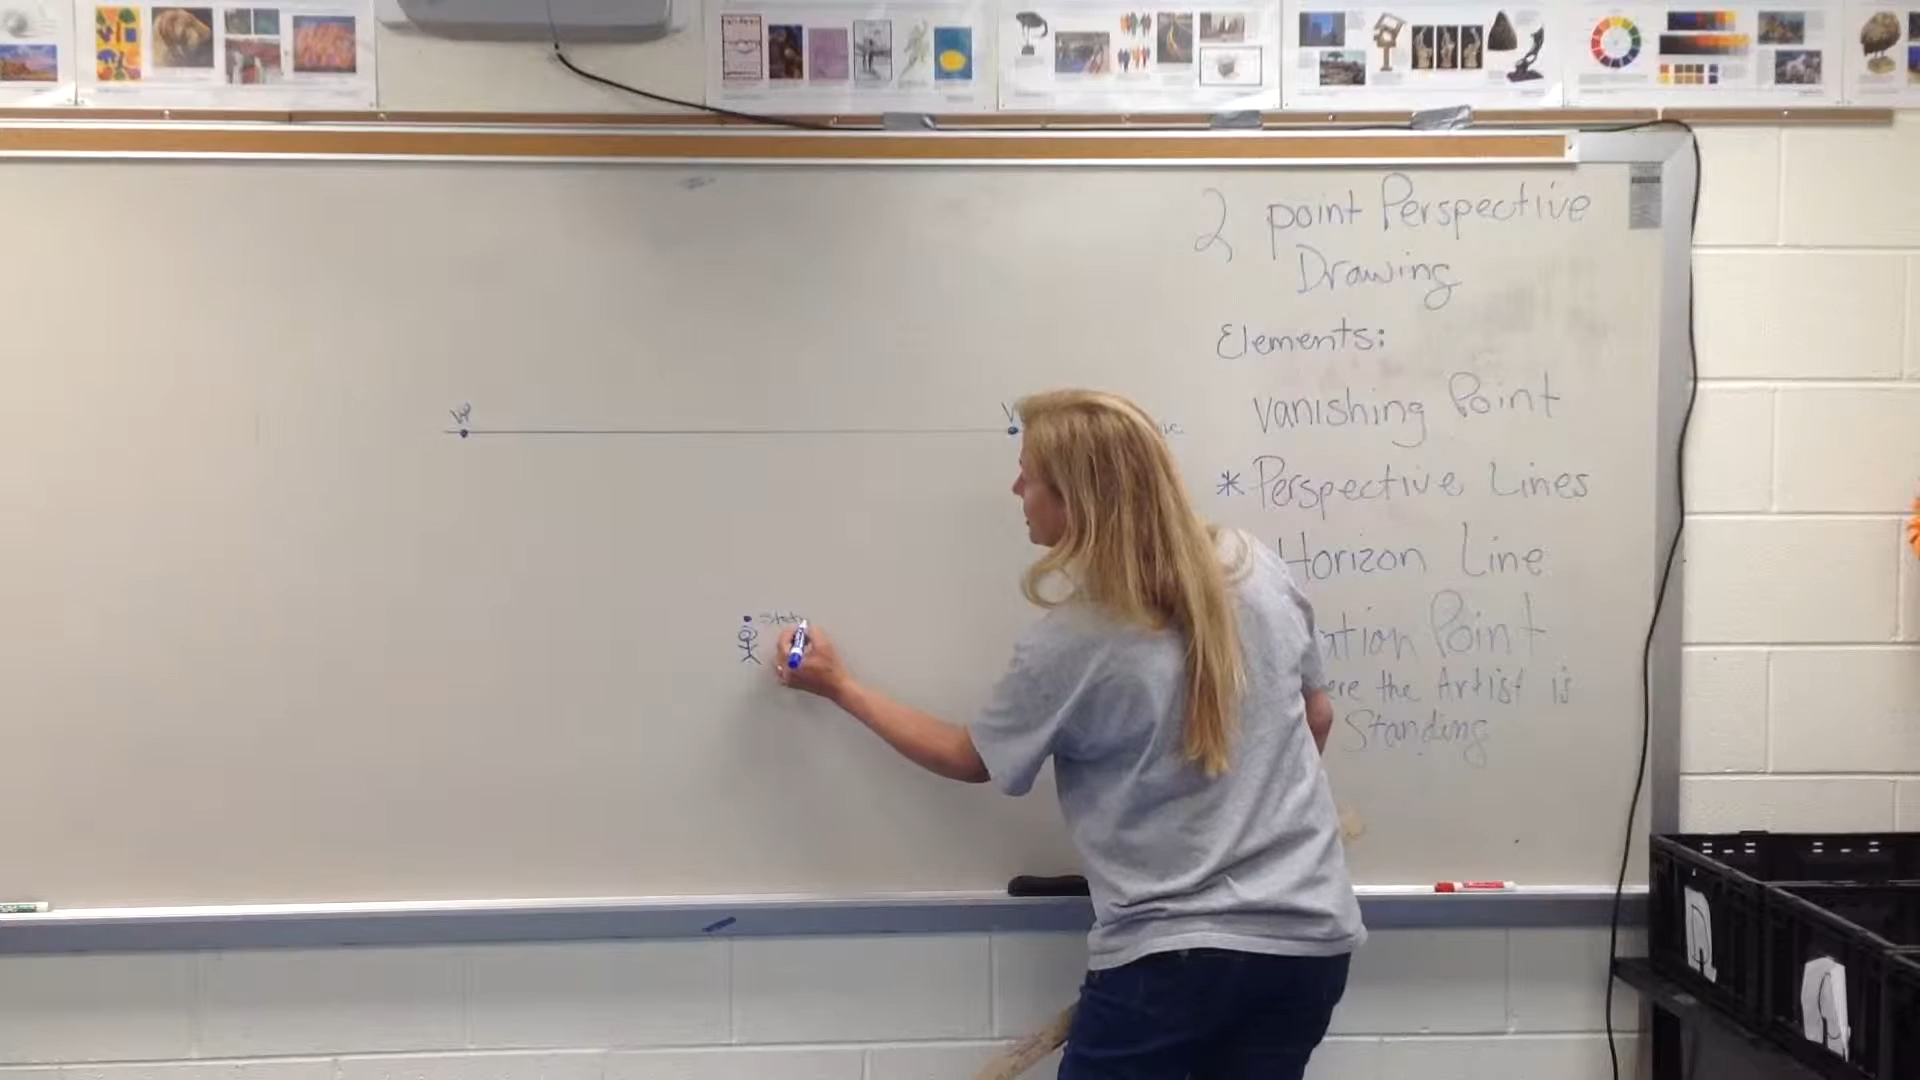 2 point Perspective
Drawing
Elements:
VP
Vanishing Point
* Perspective Lines
Horizon Line
ation Point
ere the Artist is
Standing